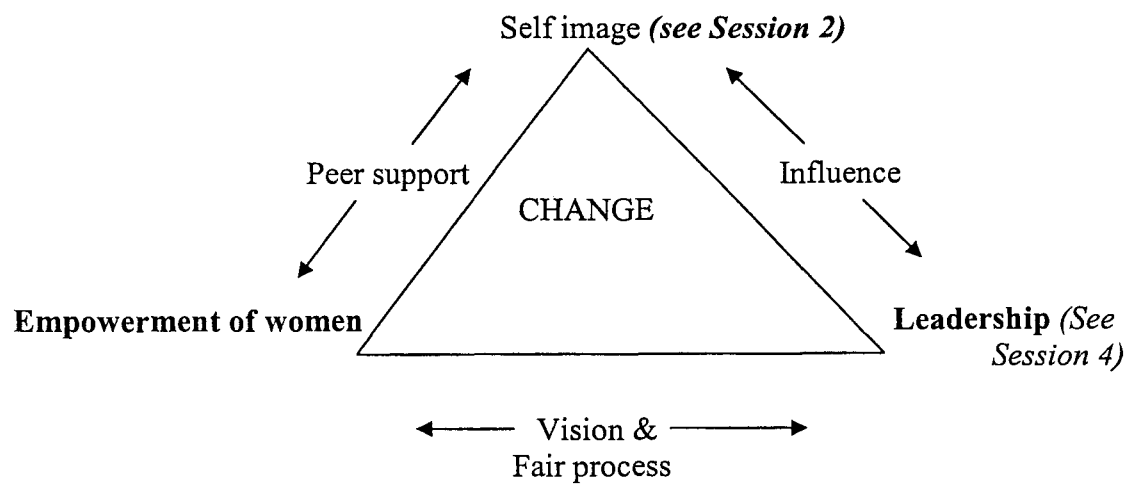 Self image (see Session 2)
Peer support
Influence
CHANGE
Empowerment of women
Leadership (See
Session 4)
Vision &
Fair process